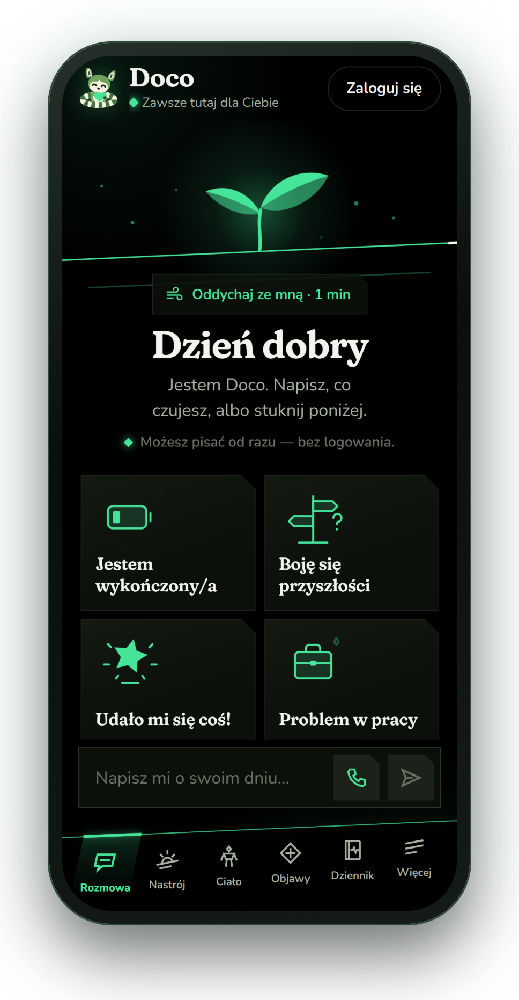 Doco
Zawsze tutaj dla Ciebie
Zaloguj się
Oddychaj ze mną · 1 min
Dzień dobry
Jestem Doco. Napisz, co
czujesz, albo stuknij poniżej.
Możesz pisać od razu — bez logowania.
Jestem
wykończony/a
Boję się
przyszłości
Udało mi się coś!
Problem w pracy
Napisz mi o swoim dniu...
Rozmowa
Nastrój
Ciało
Objawy
Dziennik
Więcej